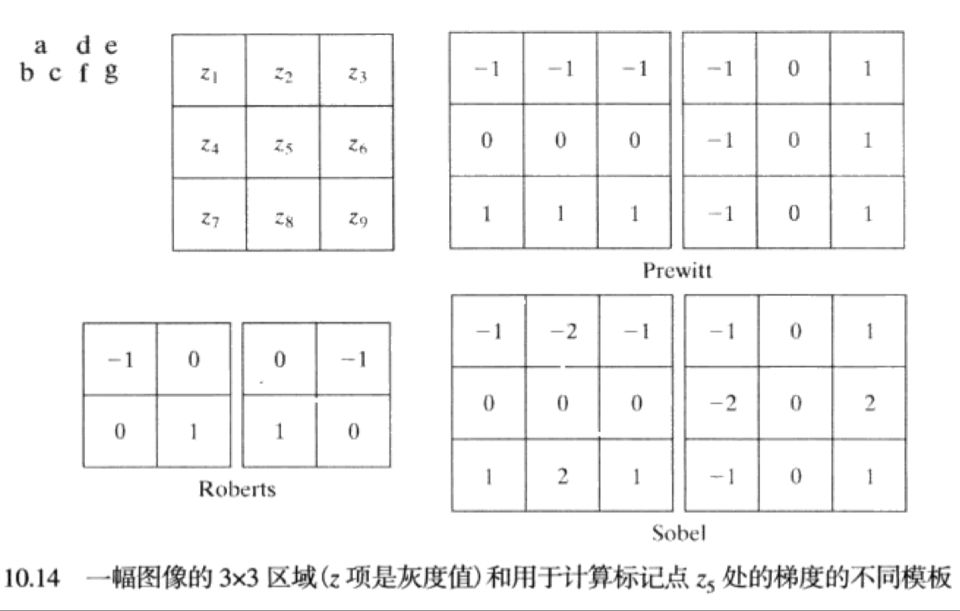 a d e
b c f g
z1 z2 z3
z4 z5 z6
z7 z8 z9
-1 -1 -1
0 0 0
1 1 1
-1 0 1
-1 0 1
-1 0 1
Prewitt
-1 0
0 1
0 -1
1 0
Roberts
-1 -2 -1
0 0 0
1 2 1
-1 0 1
-2 0 2
-1 0 1
Sobel
10.14 一幅图像的 3×3 区域(z 项是灰度值)和用于计算标记点 z5 处的梯度的不同模板